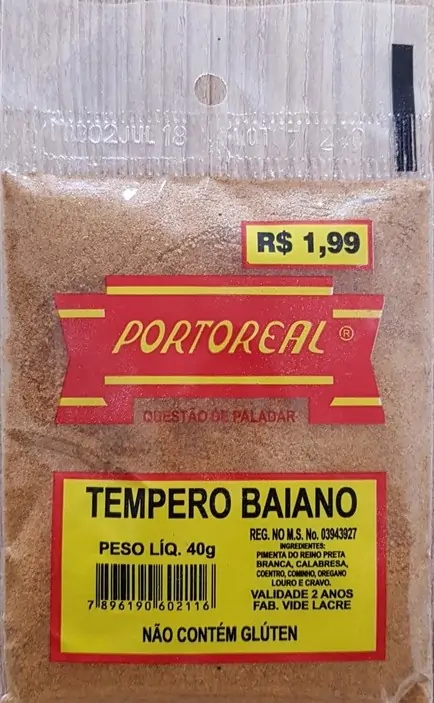 02JUL18
R$ 1,99
PORTOREAL ®
QUESTÃO DE PALADAR
TEMPERO BAIANO
PESO LÍQ. 40g
7 896190 602116
REG. NO M.S. No. 03943927
INGREDIENTES:
PIMENTA DO REINO PRETA
BRANCA, CALABRESA,
COENTRO, COMINHO, OREGANO
LOURO E CRAVO.
VALIDADE 2 ANOS
FAB. VIDE LACRE
NÃO CONTÉM GLÚTEN